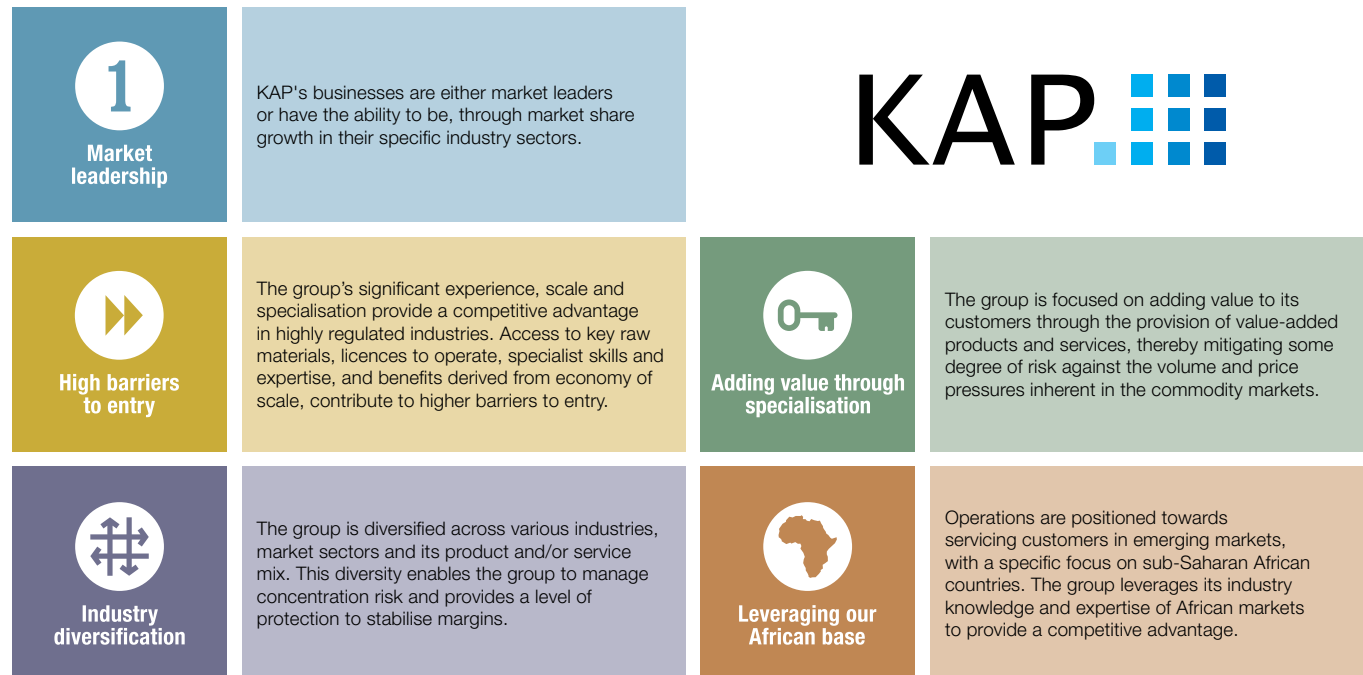 1
Market
leadership
KAP's businesses are either market leaders
or have the ability to be, through market share
growth in their specific industry sectors.
KAP
High barriers
to entry
The group’s significant experience, scale and
specialisation provide a competitive advantage
in highly regulated industries. Access to key raw
materials, licences to operate, specialist skills and
expertise, and benefits derived from economy of
scale, contribute to higher barriers to entry.
Adding value through
specialisation
The group is focused on adding value to its
customers through the provision of value-added
products and services, thereby mitigating some
degree of risk against the volume and price
pressures inherent in the commodity markets.
Industry
diversification
The group is diversified across various industries,
market sectors and its product and/or service
mix. This diversity enables the group to manage
concentration risk and provides a level of
protection to stabilise margins.
Leveraging our
African base
Operations are positioned towards
servicing customers in emerging markets,
with a specific focus on sub-Saharan African
countries. The group leverages its industry
knowledge and expertise of African markets
to provide a competitive advantage.